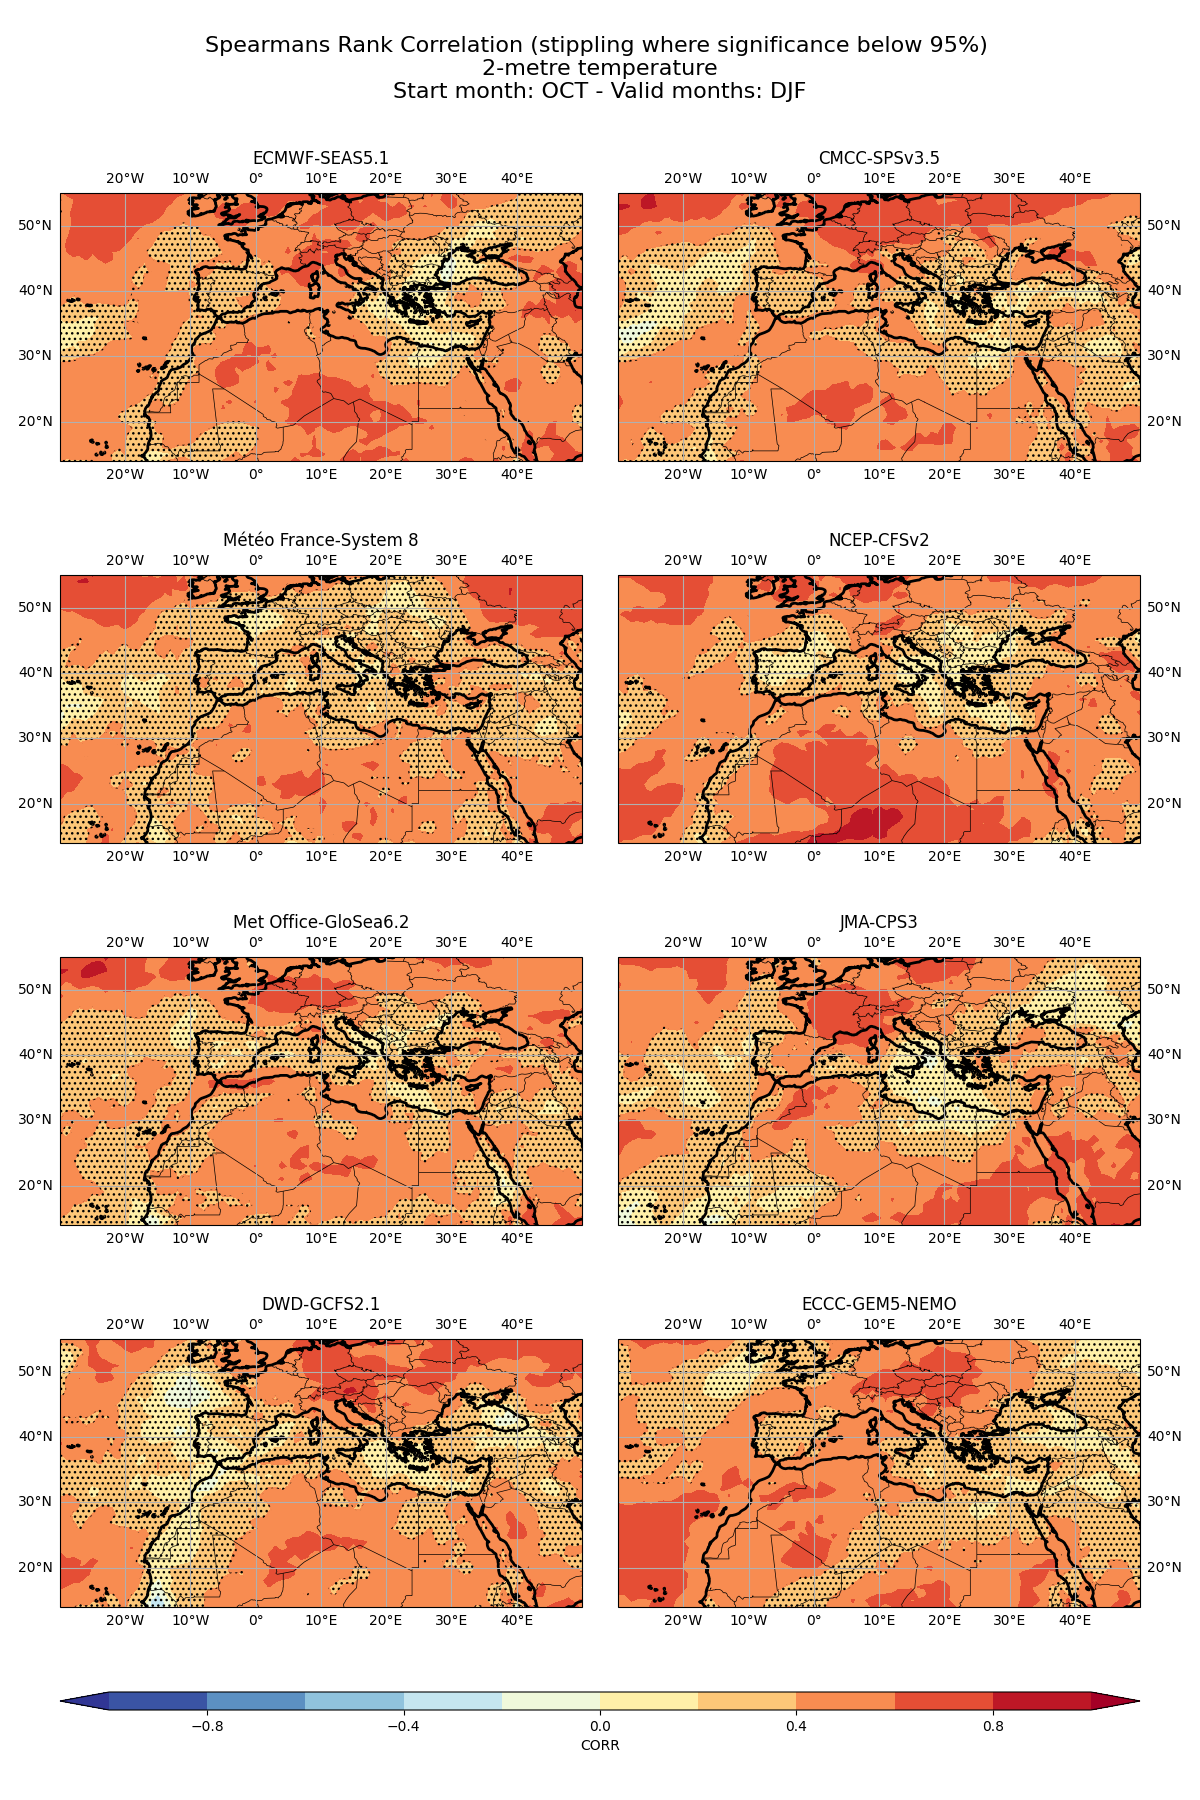 Spearmans Rank Correlation (stippling where significance below 95%)
2-metre temperature
Start month: OCT - Valid months: DJF
ECMWF-SEAS5.1 CMCC-SPSv3.5
20°W 10°W 0° 10°E 20°E 30°E 40°E 20°W 10°W 0° 10°E 20°E 30°E 40°E
50°N 50°N
40°N 40°N
30°N 30°N
20°N 20°N
20°W 10°W 0° 10°E 20°E 30°E 40°E 20°W 10°W 0° 10°E 20°E 30°E 40°E
Météo France-System 8 NCEP-CFSv2
20°W 10°W 0° 10°E 20°E 30°E 40°E 20°W 10°W 0° 10°E 20°E 30°E 40°E
50°N 50°N
40°N 40°N
30°N 30°N
20°N 20°N
20°W 10°W 0° 10°E 20°E 30°E 40°E 20°W 10°W 0° 10°E 20°E 30°E 40°E
Met Office-GloSea6.2 JMA-CPS3
20°W 10°W 0° 10°E 20°E 30°E 40°E 20°W 10°W 0° 10°E 20°E 30°E 40°E
50°N 50°N
40°N 40°N
30°N 30°N
20°N 20°N
20°W 10°W 0° 10°E 20°E 30°E 40°E 20°W 10°W 0° 10°E 20°E 30°E 40°E
DWD-GCFS2.1 ECCC-GEM5-NEMO
20°W 10°W 0° 10°E 20°E 30°E 40°E 20°W 10°W 0° 10°E 20°E 30°E 40°E
50°N 50°N
40°N 40°N
30°N 30°N
20°N 20°N
20°W 10°W 0° 10°E 20°E 30°E 40°E 20°W 10°W 0° 10°E 20°E 30°E 40°E
−0.8 −0.4 0.0 0.4 0.8
CORR